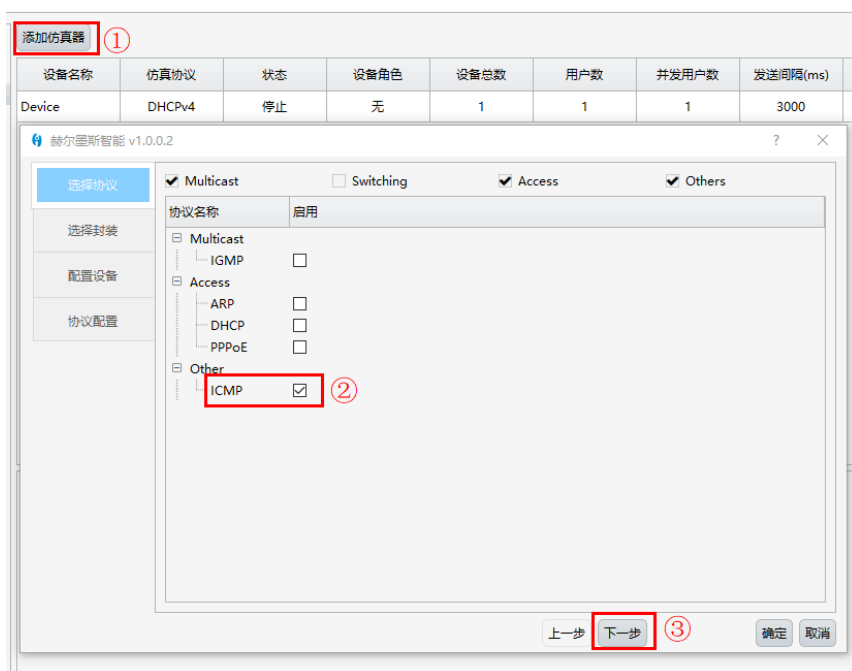 添加仿真器 ①
设备名称 仿真协议 状态 设备角色 设备总数 用户数 并发用户数 发送间隔(ms)
Device DHCPv4 停止 无 1 1 1 3000
赫尔墨斯智能 v1.0.0.2 ?
选择协议
选择封装
配置设备
协议配置
Multicast Switching Access Others
协议名称 启用
Multicast
IGMP
Access
ARP
DHCP
PPPoE
Other
ICMP ②
上一步 下一步 ③ 确定 取消